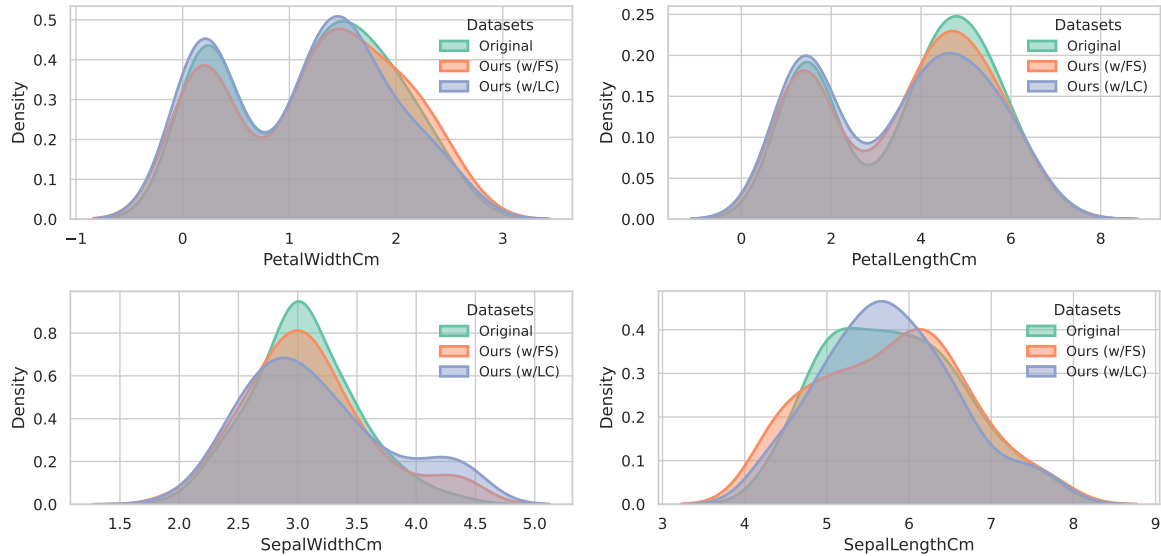 0.5
0.4
0.3
0.2
0.1
0.0
Density
−1
0
1
2
3
PetalWidthCm
Datasets
Original
Ours (w/FS)
Ours (w/LC)
0.25
0.20
0.15
0.10
0.05
0.00
Density
0
2
4
6
8
PetalLengthCm
Datasets
Original
Ours (w/FS)
Ours (w/LC)
0.8
0.6
0.4
0.2
0.0
Density
1.5
2.0
2.5
3.0
3.5
4.0
4.5
5.0
SepalWidthCm
Datasets
Original
Ours (w/FS)
Ours (w/LC)
0.4
0.3
0.2
0.1
0.0
Density
3
4
5
6
7
8
9
SepalLengthCm
Datasets
Original
Ours (w/FS)
Ours (w/LC)